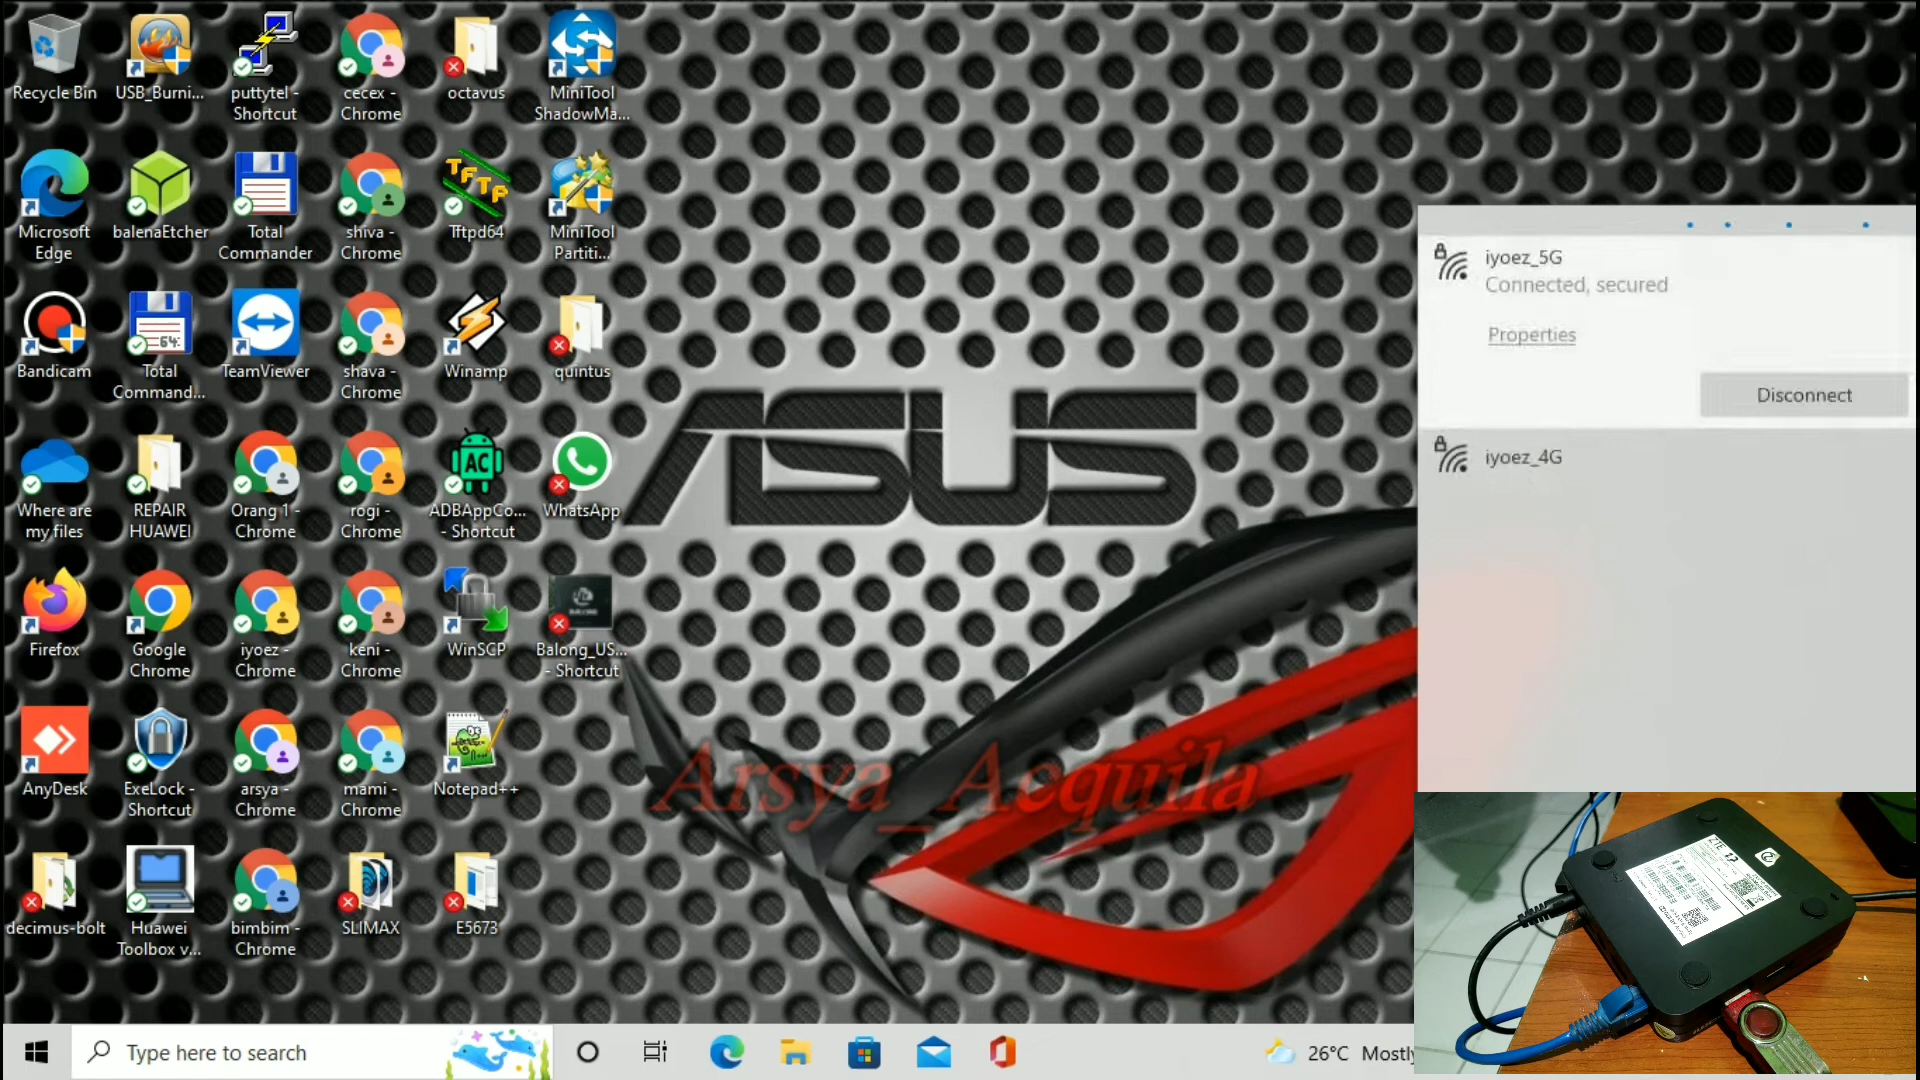 Recycle Bin
USB_Burni...
puttytel -
Shortcut
cecex -
Chrome
octavus
MiniTool
ShadowMa...
Microsoft
Edge
balenaEtcher
Total
Commander
shiva -
Chrome
TFTP
Tftpd64
MiniTool
Partiti...
Bandicam
64
Total
Command...
TeamViewer
shava -
Chrome
Winamp
quintus
Where are
my files
REPAIR
HUAWEI
Orang 1 -
Chrome
rogi -
Chrome
AC
ADBAppCo...
- Shortcut
WhatsApp
Firefox
Google
Chrome
iyoez -
Chrome
keni -
Chrome
WinSCP
Balong_US...
- Shortcut
AnyDesk
ExeLock -
Shortcut
arsya -
Chrome
mami -
Chrome
Notepad++
decimus-bolt
Huawei
Toolbox v...
bimbim -
Chrome
SLIMAX
E5673
ASUS
Arsya_Acquila
iyoez_5G
Connected, secured
Properties
Disconnect
iyoez_4G
ZTE
Type here to search
26°C Mostly